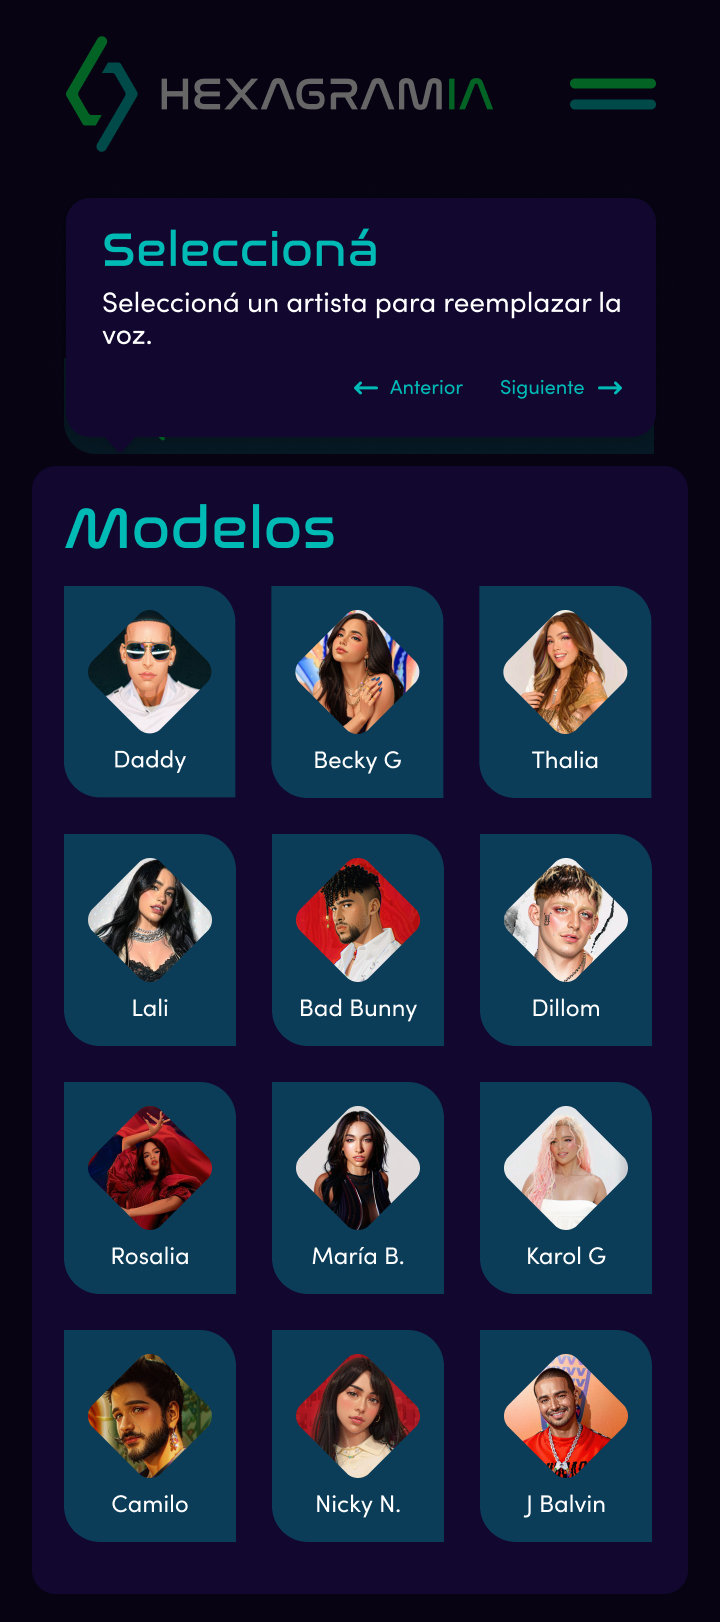 HEXAGRAMIA
Seleccioná
Seleccioná un artista para reemplazar la
voz.
Anterior Siguiente
Modelos
Daddy Becky G Thalia
Lali Bad Bunny Dillom
Rosalia María B. Karol G
Camilo Nicky N. J Balvin